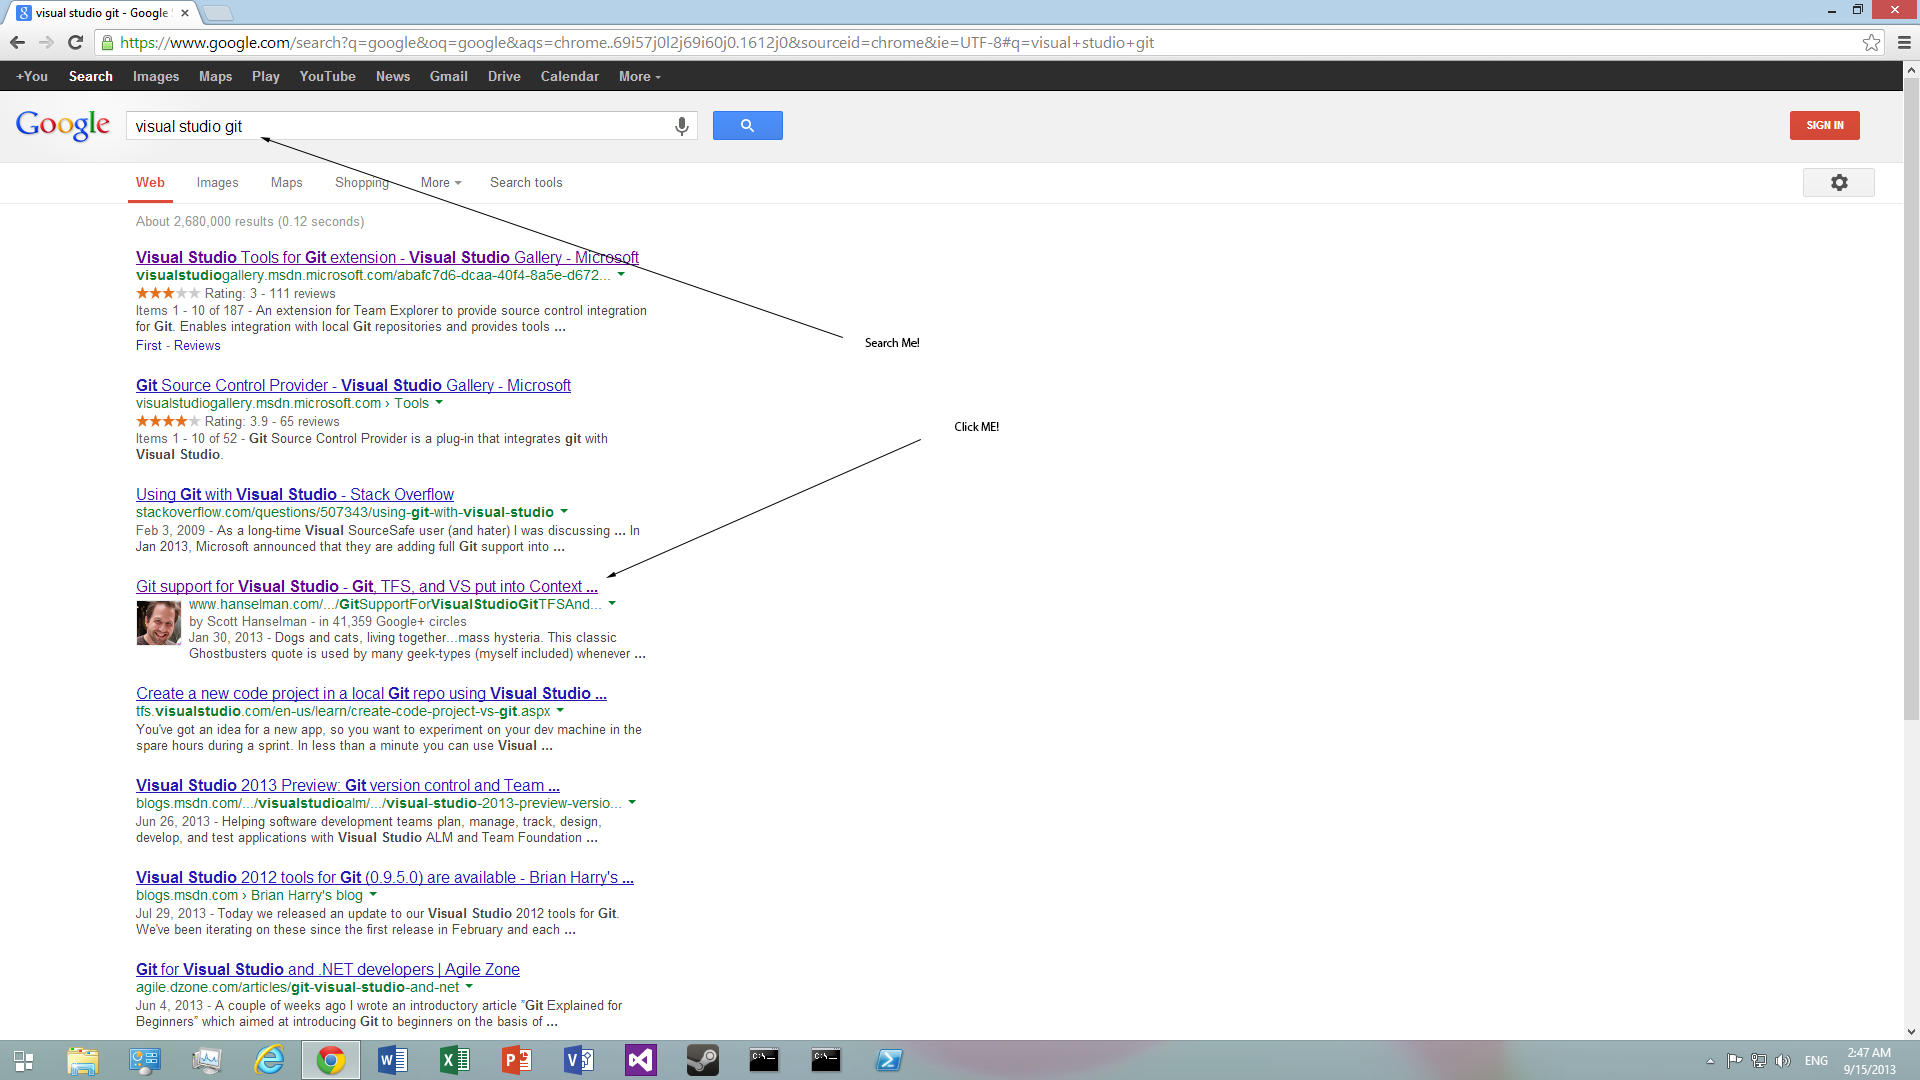 visual studio git - Google
https://www.google.com/search?q=google&oq=google&aqs=chrome..69i57j0l2j69i60j0.1612j0&sourceid=chrome&ie=UTF-8#q=visual+studio+git
+You Search Images Maps Play YouTube News Gmail Drive Calendar More
Google visual studio git SIGN IN
Web Images Maps Shopping More Search tools
About 2,680,000 results (0.12 seconds)
Visual Studio Tools for Git extension - Visual Studio Gallery - Microsoft
visualstudiogallery.msdn.microsoft.com/abafc7d6-dcaa-40f4-8a5e-d672...
Rating: 3 - 111 reviews
Items 1 - 10 of 187 - An extension for Team Explorer to provide source control integration
for Git. Enables integration with local Git repositories and provides tools ...
First - Reviews
Search Me!
Git Source Control Provider - Visual Studio Gallery - Microsoft
visualstudiogallery.msdn.microsoft.com › Tools
Rating: 3.9 - 65 reviews
Items 1 - 10 of 52 - Git Source Control Provider is a plug-in that integrates git with
Visual Studio.
Click ME!
Using Git with Visual Studio - Stack Overflow
stackoverflow.com/questions/507343/using-git-with-visual-studio
Feb 3, 2009 - As a long-time Visual SourceSafe user (and hater) I was discussing ... In
Jan 2013, Microsoft announced that they are adding full Git support into ...
Git support for Visual Studio - Git, TFS, and VS put into Context ...
www.hanselman.com/.../GitSupportForVisualStudioGitTFSAnd...
by Scott Hanselman - in 41,359 Google+ circles
Jan 30, 2013 - Dogs and cats, living together...mass hysteria. This classic
Ghostbusters quote is used by many geek-types (myself included) whenever ...
Create a new code project in a local Git repo using Visual Studio ...
tfs.visualstudio.com/en-us/learn/create-code-project-vs-git.aspx
You've got an idea for a new app, so you want to experiment on your dev machine in the
spare hours during a sprint. In less than a minute you can use Visual ...
Visual Studio 2013 Preview: Git version control and Team ...
blogs.msdn.com/.../visualstudioalm/.../visual-studio-2013-preview-versio...
Jun 26, 2013 - Helping software development teams plan, manage, track, design,
develop, and test applications with Visual Studio ALM and Team Foundation ...
Visual Studio 2012 tools for Git (0.9.5.0) are available - Brian Harry's ...
blogs.msdn.com › Brian Harry's blog
Jul 29, 2013 - Today we released an update to our Visual Studio 2012 tools for Git.
We've been iterating on these since the first release in February and each ...
Git for Visual Studio and .NET developers | Agile Zone
agile.dzone.com/articles/git-visual-studio-and-net
Jun 4, 2013 - A couple of weeks ago I wrote an introductory article "Git Explained for
Beginners" which aimed at introducing Git to beginners on the basis of ...
ENG 2:47 AM
9/15/2013